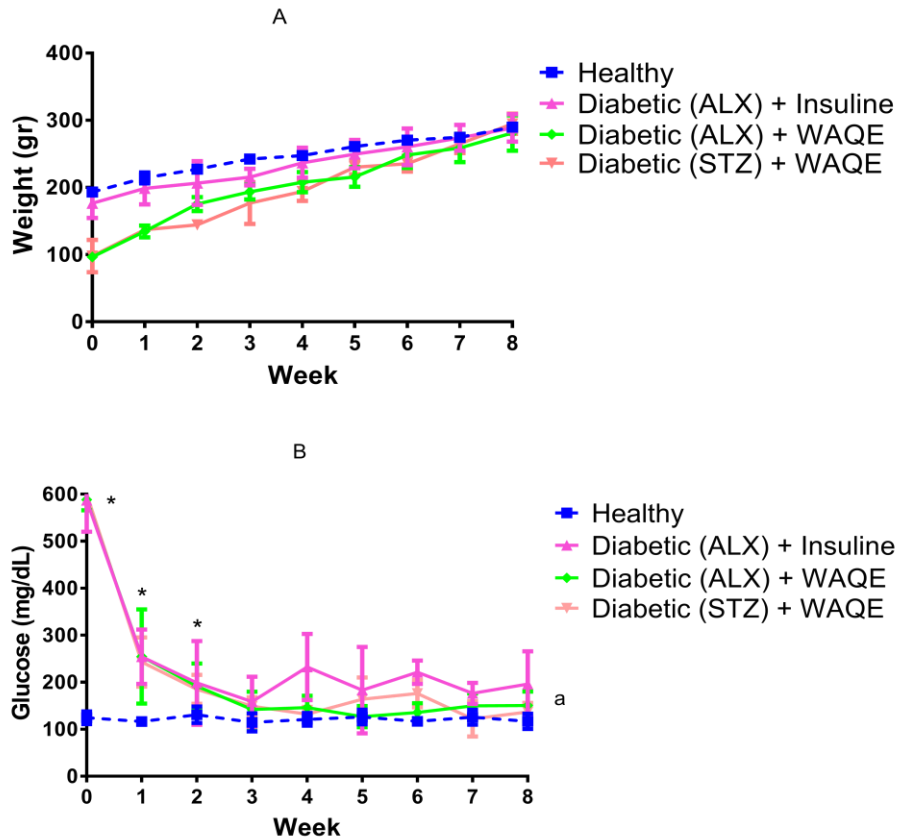 A
400
300
200
100
0
Weight (gr)
0 1 2 3 4 5 6 7 8
Week
Healthy
Diabetic (ALX) + Insuline
Diabetic (ALX) + WAQE
Diabetic (STZ) + WAQE
B
600
500
400
300
200
100
0
Glucose (mg/dL)
*
*
*
a
0 1 2 3 4 5 6 7 8
Week
Healthy
Diabetic (ALX) + Insuline
Diabetic (ALX) + WAQE
Diabetic (STZ) + WAQE